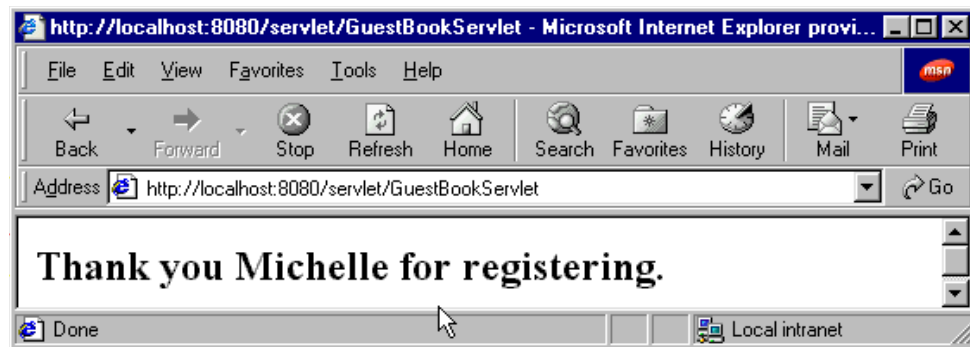 http://localhost:8080/servlet/GuestBookServlet - Microsoft Internet Explorer provi...
File Edit View Favorites Tools Help
msn
Back Forward Stop Refresh Home Search Favorites History Mail Print
Address http://localhost:8080/servlet/GuestBookServlet Go
Thank you Michelle for registering.
Done Local intranet